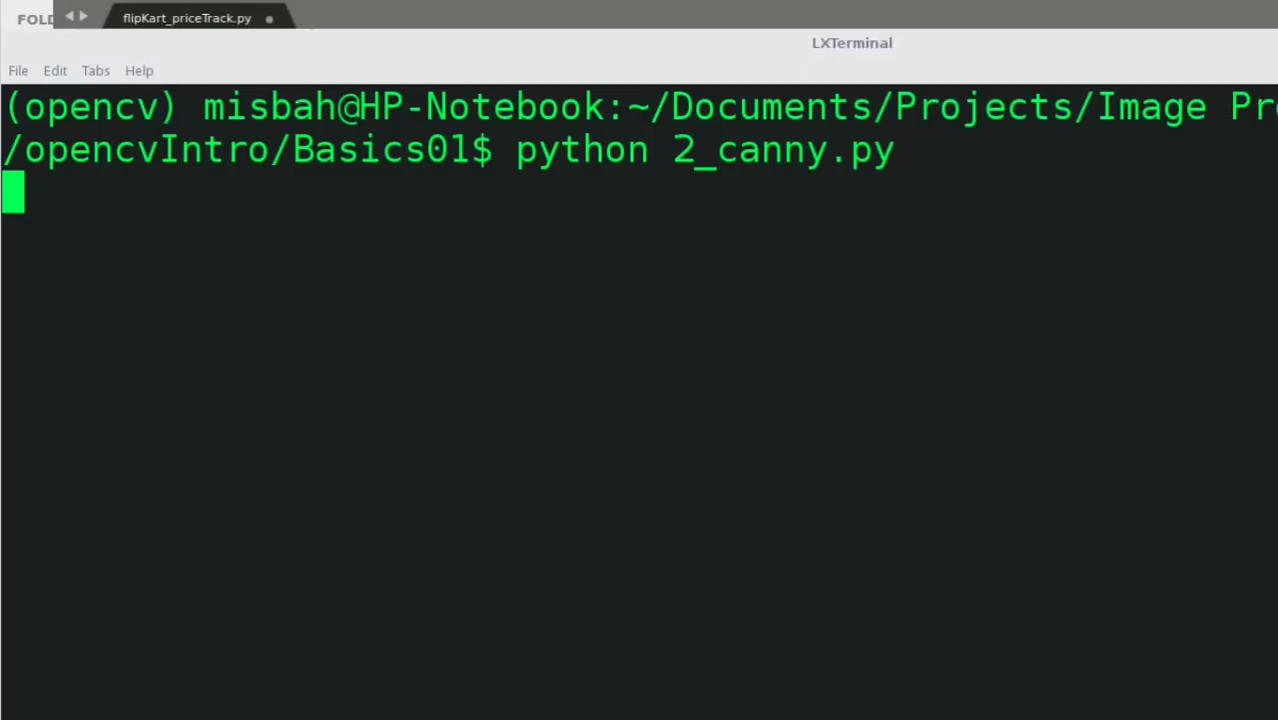 FOLD
flipKart_priceTrack.py
LXTerminal
File Edit Tabs Help
(opencv) misbah@HP-Notebook:~/Documents/Projects/Image Pr
/opencvIntro/Basics01$ python 2_canny.py